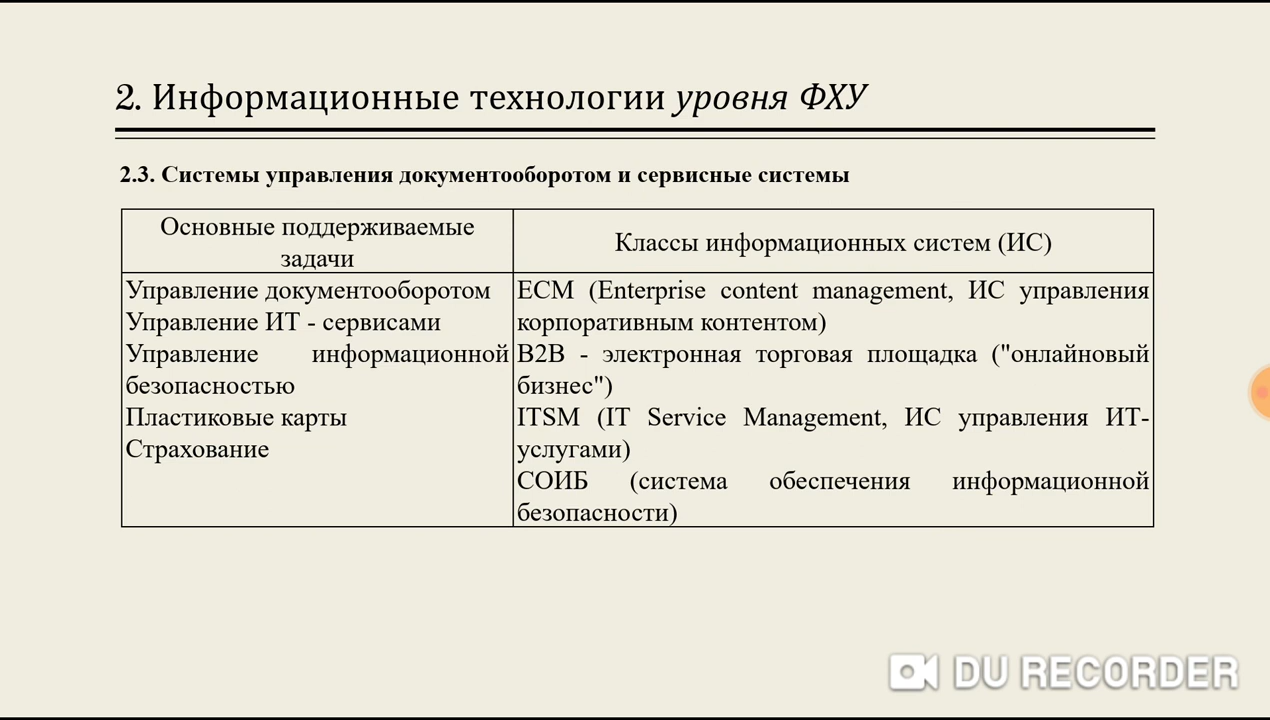 2. Информационные технологии уровня ФХУ
2.3. Системы управления документооборотом и сервисные системы
Основные поддерживаемые
задачи
Классы информационных систем (ИС)
Управление документооборотом
Управление ИТ - сервисами
Управление информационной
безопасностью
Пластиковые карты
Страхование
ECM (Enterprise content management, ИС управления
корпоративным контентом)
B2B - электронная торговая площадка ("онлайновый
бизнес")
ITSM (IT Service Management, ИС управления ИТ-
услугами)
СОИБ (система обеспечения информационной
безопасности)
DU RECORDER